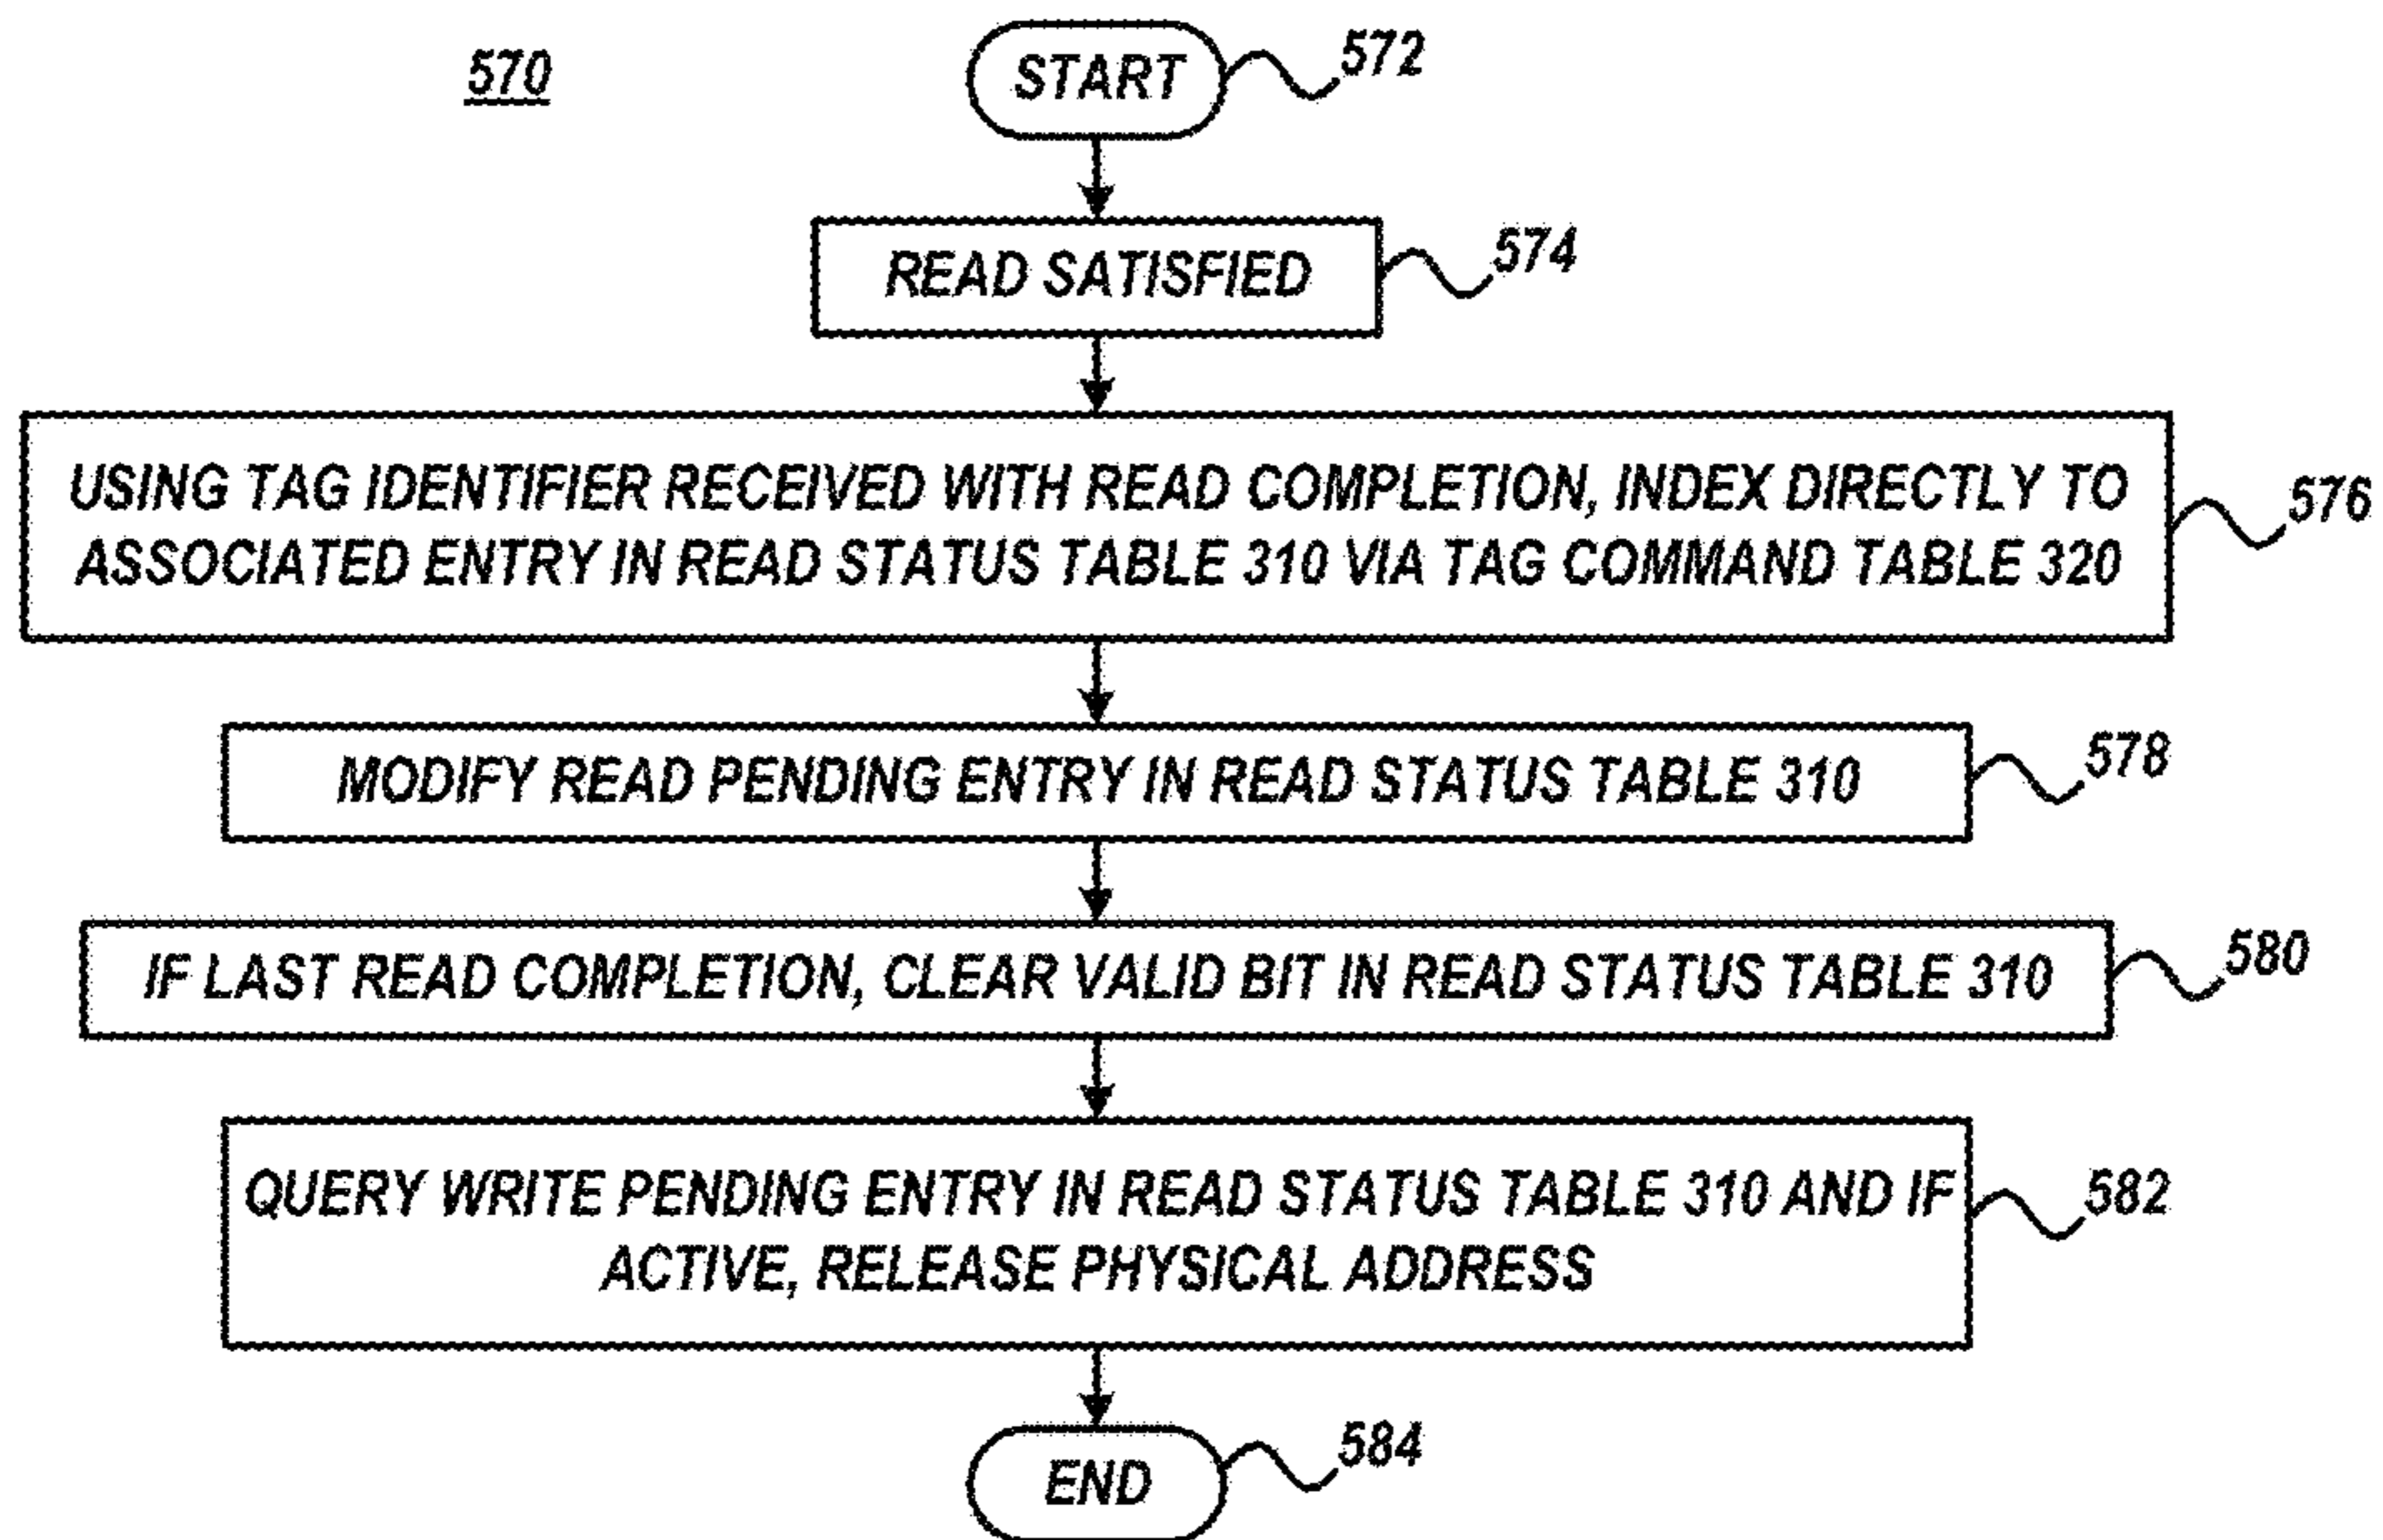 570
START
572
READ SATISFIED
574
USING TAG IDENTIFIER RECEIVED WITH READ COMPLETION, INDEX DIRECTLY TO
ASSOCIATED ENTRY IN READ STATUS TABLE 310 VIA TAG COMMAND TABLE 320
576
MODIFY READ PENDING ENTRY IN READ STATUS TABLE 310
578
IF LAST READ COMPLETION, CLEAR VALID BIT IN READ STATUS TABLE 310
580
QUERY WRITE PENDING ENTRY IN READ STATUS TABLE 310 AND IF
ACTIVE, RELEASE PHYSICAL ADDRESS
582
END
584